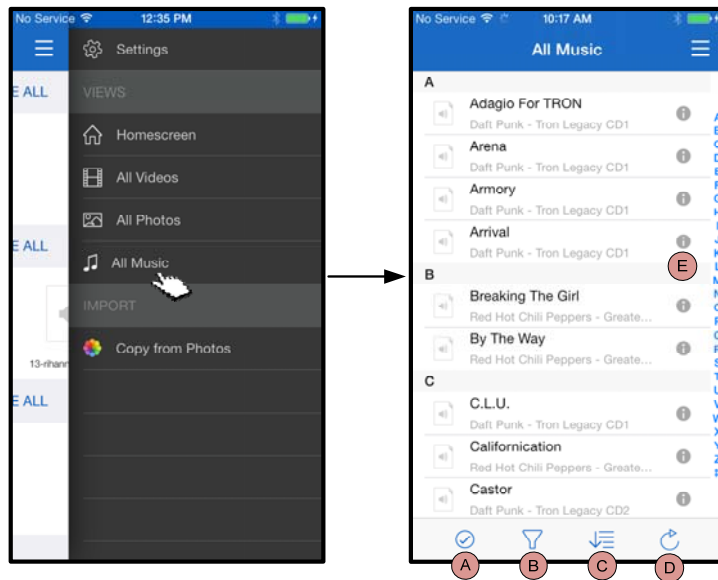 No Service 12:35 PM
Settings
E ALL
VIEWS
Homescreen
All Videos
All Photos
E ALL
All Music
IMPORT
Copy from Photos
13-rihann
E ALL
No Service 10:17 AM
All Music
A
Adagio For TRON
Daft Punk - Tron Legacy CD1
Arena
Daft Punk - Tron Legacy CD1
Armory
Daft Punk - Tron Legacy CD1
Arrival
Daft Punk - Tron Legacy CD1
E
B
Breaking The Girl
Red Hot Chili Peppers - Greate...
By The Way
Red Hot Chili Peppers - Greate...
C
C.L.U.
Daft Punk - Tron Legacy CD1
Californication
Red Hot Chili Peppers - Greate...
Castor
Daft Punk - Tron Legacy CD2
A B C D